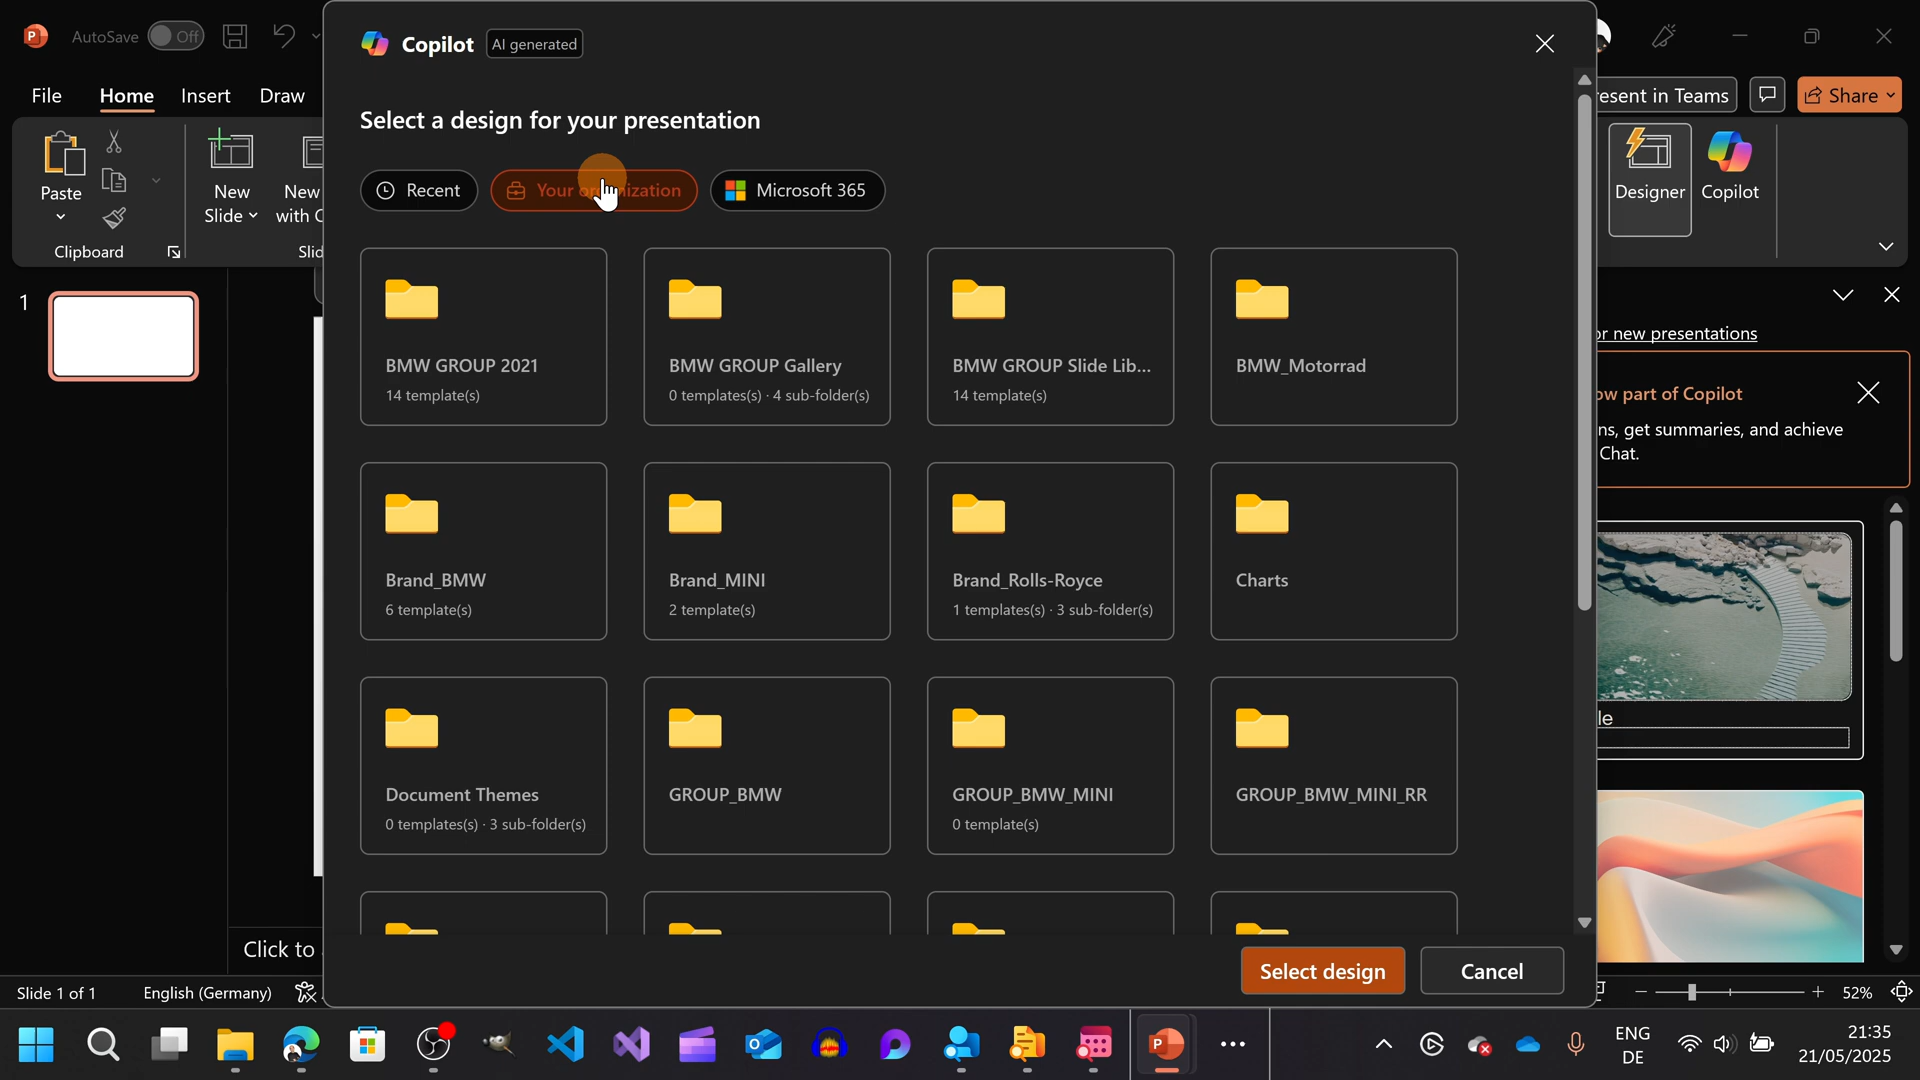 AutoSave Off
Copilot AI generated
File Home Insert Draw
esent in Teams Share
Select a design for your presentation
Recent Your organization Microsoft 365
Paste
New Slide
New with C
Clipboard
Slid
Designer
Copilot
1
BMW GROUP 2021
14 template(s)
BMW GROUP Gallery
0 templates(s) · 4 sub-folder(s)
BMW GROUP Slide Lib...
14 template(s)
BMW_Motorrad
or new presentations
ow part of Copilot
ns, get summaries, and achieve
Chat.
Brand_BMW
6 template(s)
Brand_MINI
2 template(s)
Brand_Rolls-Royce
1 templates(s) · 3 sub-folder(s)
Charts
le
Document Themes
0 templates(s) · 3 sub-folder(s)
GROUP_BMW
GROUP_BMW_MINI
0 template(s)
GROUP_BMW_MINI_RR
Click to
Select design Cancel
Slide 1 of 1 English (Germany) 52%
ENG
DE
21:35
21/05/2025